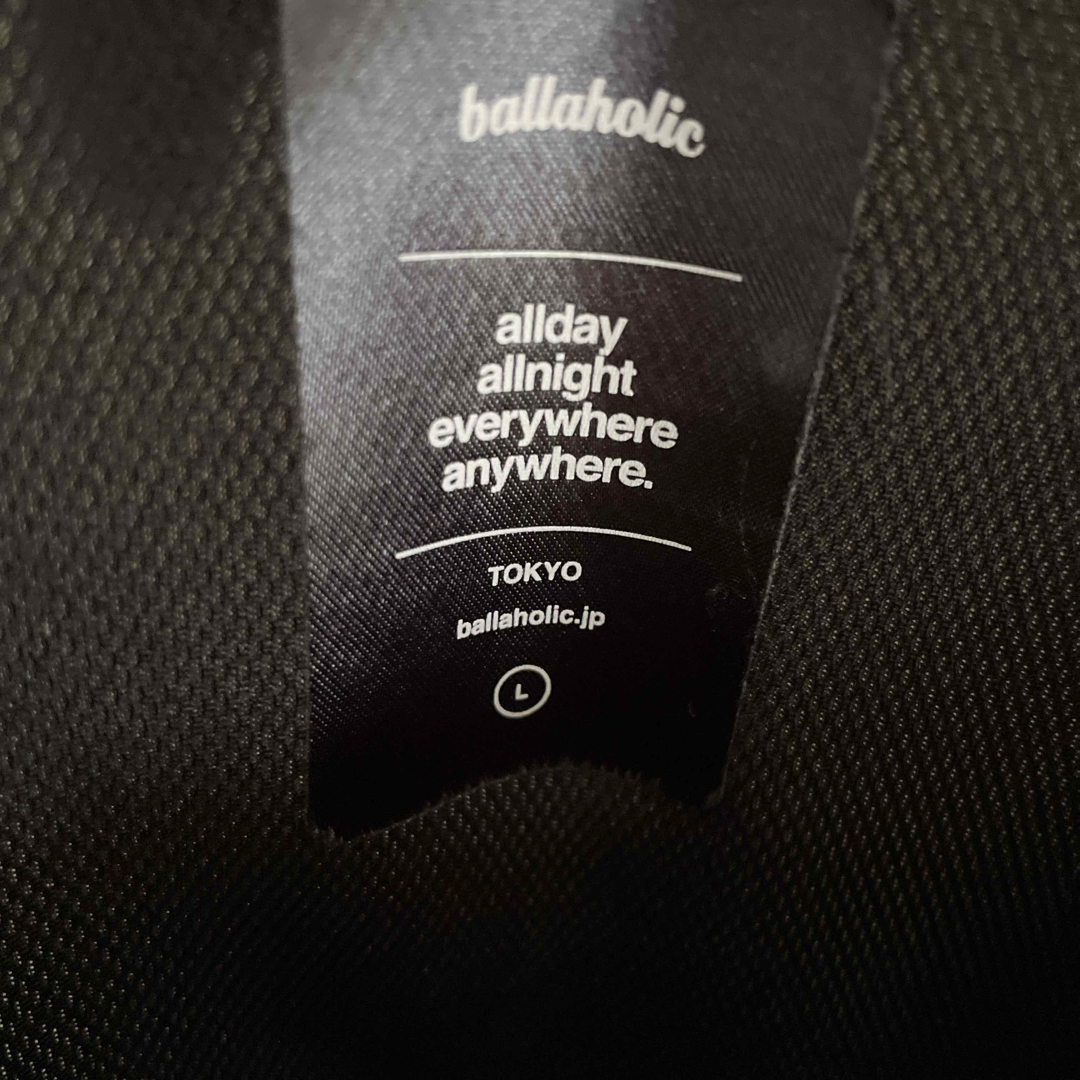 ballaholic
allday
allnight
everywhere
anywhere.
TOKYO
ballaholic.jp
L